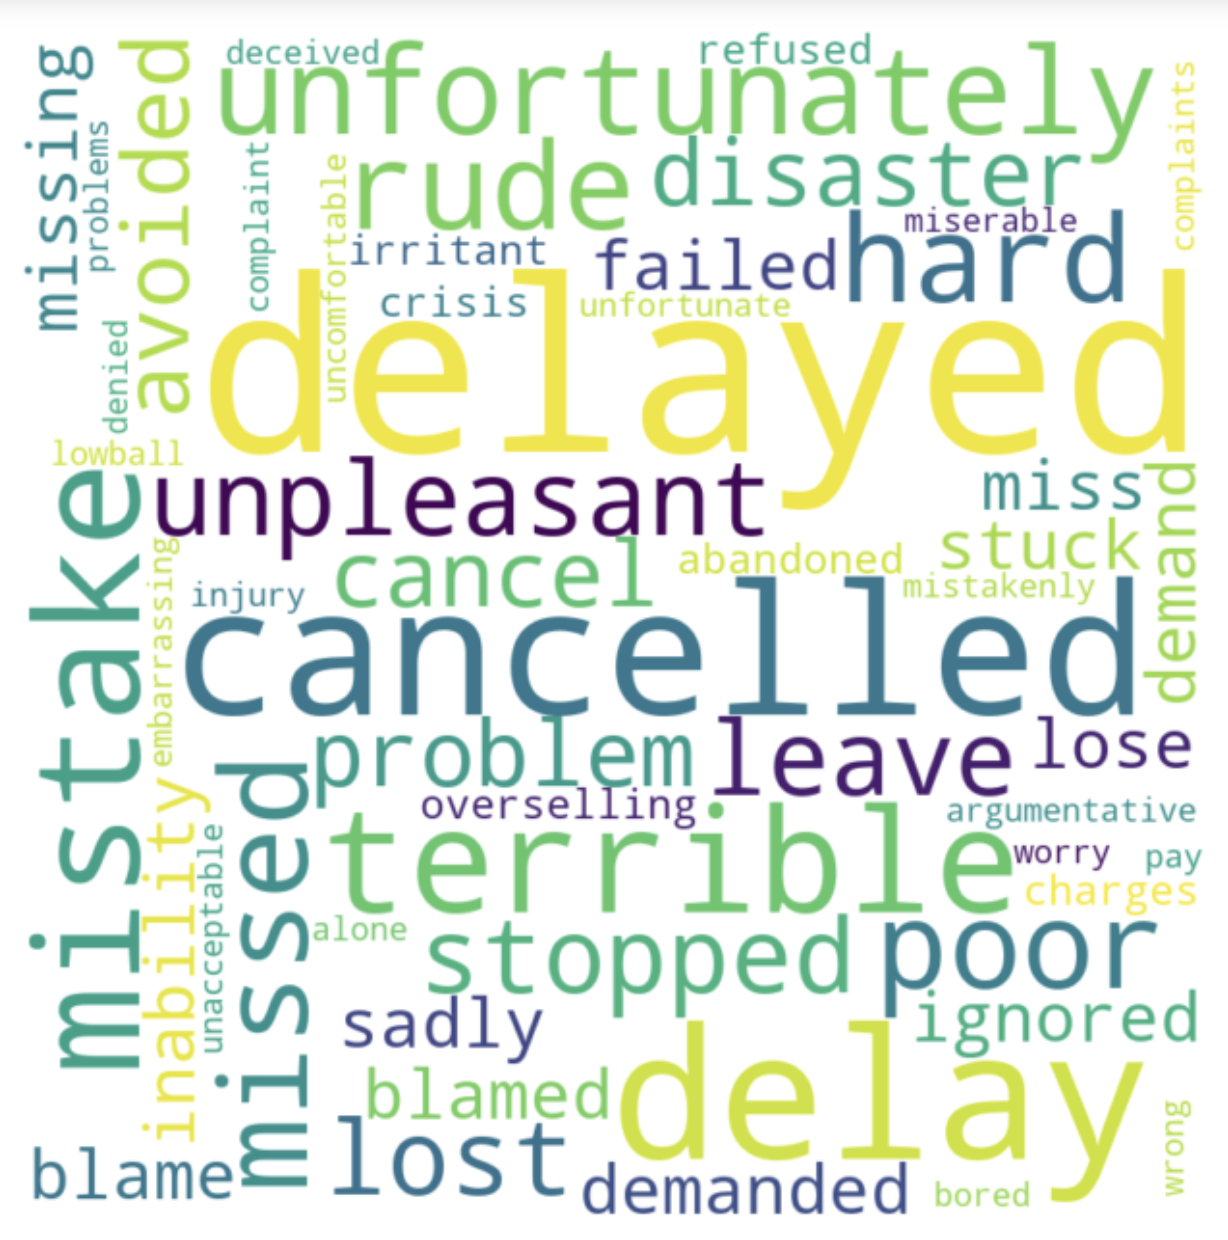 missing
avoided
deceived
unfortunately
refused
complaints
problems
complaint
uncomfortable
rude
disaster
miserable
irritant
failed
hard
crisis
unfortunate
denied
delayed
lowball
mistake
unpleasant
miss
demand
embarrassing
cancel
abandoned
stuck
injury
mistakenly
cancelled
missed
problem
leave
lose
inability
overselling
argumentative
unacceptable
terrible
worry
pay
charges
alone
stopped
poor
sadly
ignored
blamed
delay
wrong
blame
lost
demanded
bored